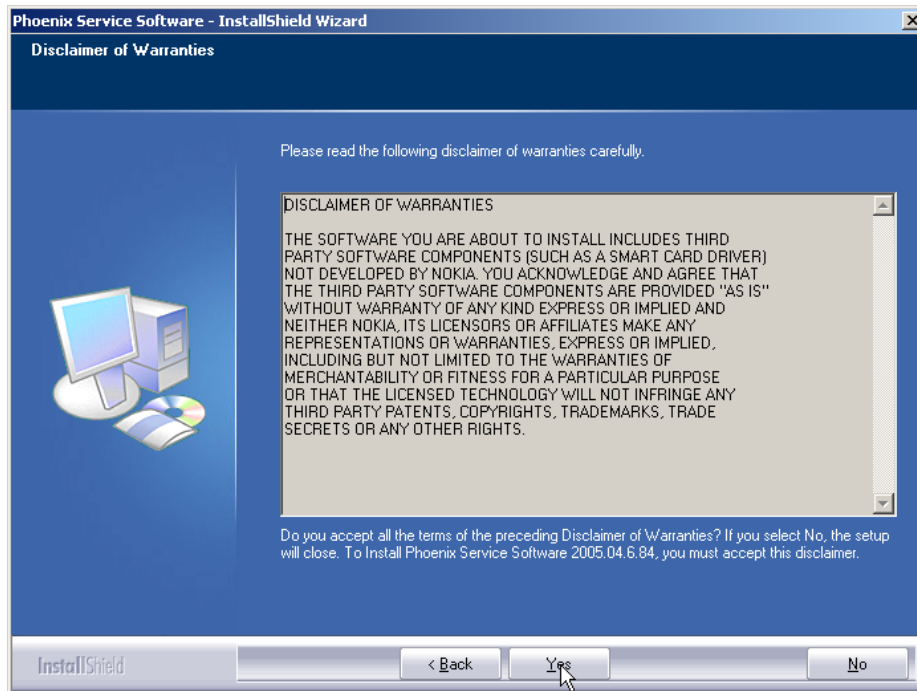 Phoenix Service Software - InstallShield Wizard
Disclaimer of Warranties
Please read the following disclaimer of warranties carefully.
DISCLAIMER OF WARRANTIES
THE SOFTWARE YOU ARE ABOUT TO INSTALL INCLUDES THIRD
PARTY SOFTWARE COMPONENTS (SUCH AS A SMART CARD DRIVER)
NOT DEVELOPED BY NOKIA. YOU ACKNOWLEDGE AND AGREE THAT
THE THIRD PARTY SOFTWARE COMPONENTS ARE PROVIDED "AS IS"
WITHOUT WARRANTY OF ANY KIND EXPRESS OR IMPLIED AND
NEITHER NOKIA, ITS LICENSORS OR AFFILIATES MAKE ANY
REPRESENTATIONS OR WARRANTIES, EXPRESS OR IMPLIED,
INCLUDING BUT NOT LIMITED TO THE WARRANTIES OF
MERCHANTABILITY OR FITNESS FOR A PARTICULAR PURPOSE
OR THAT THE LICENSED TECHNOLOGY WILL NOT INFRINGE ANY
THIRD PARTY PATENTS, COPYRIGHTS, TRADEMARKS, TRADE
SECRETS OR ANY OTHER RIGHTS.
Do you accept all the terms of the preceding Disclaimer of Warranties? If you select No, the setup
will close. To Install Phoenix Service Software 2005.04.6.84, you must accept this disclaimer.
InstallShield
< Back
Yes
No